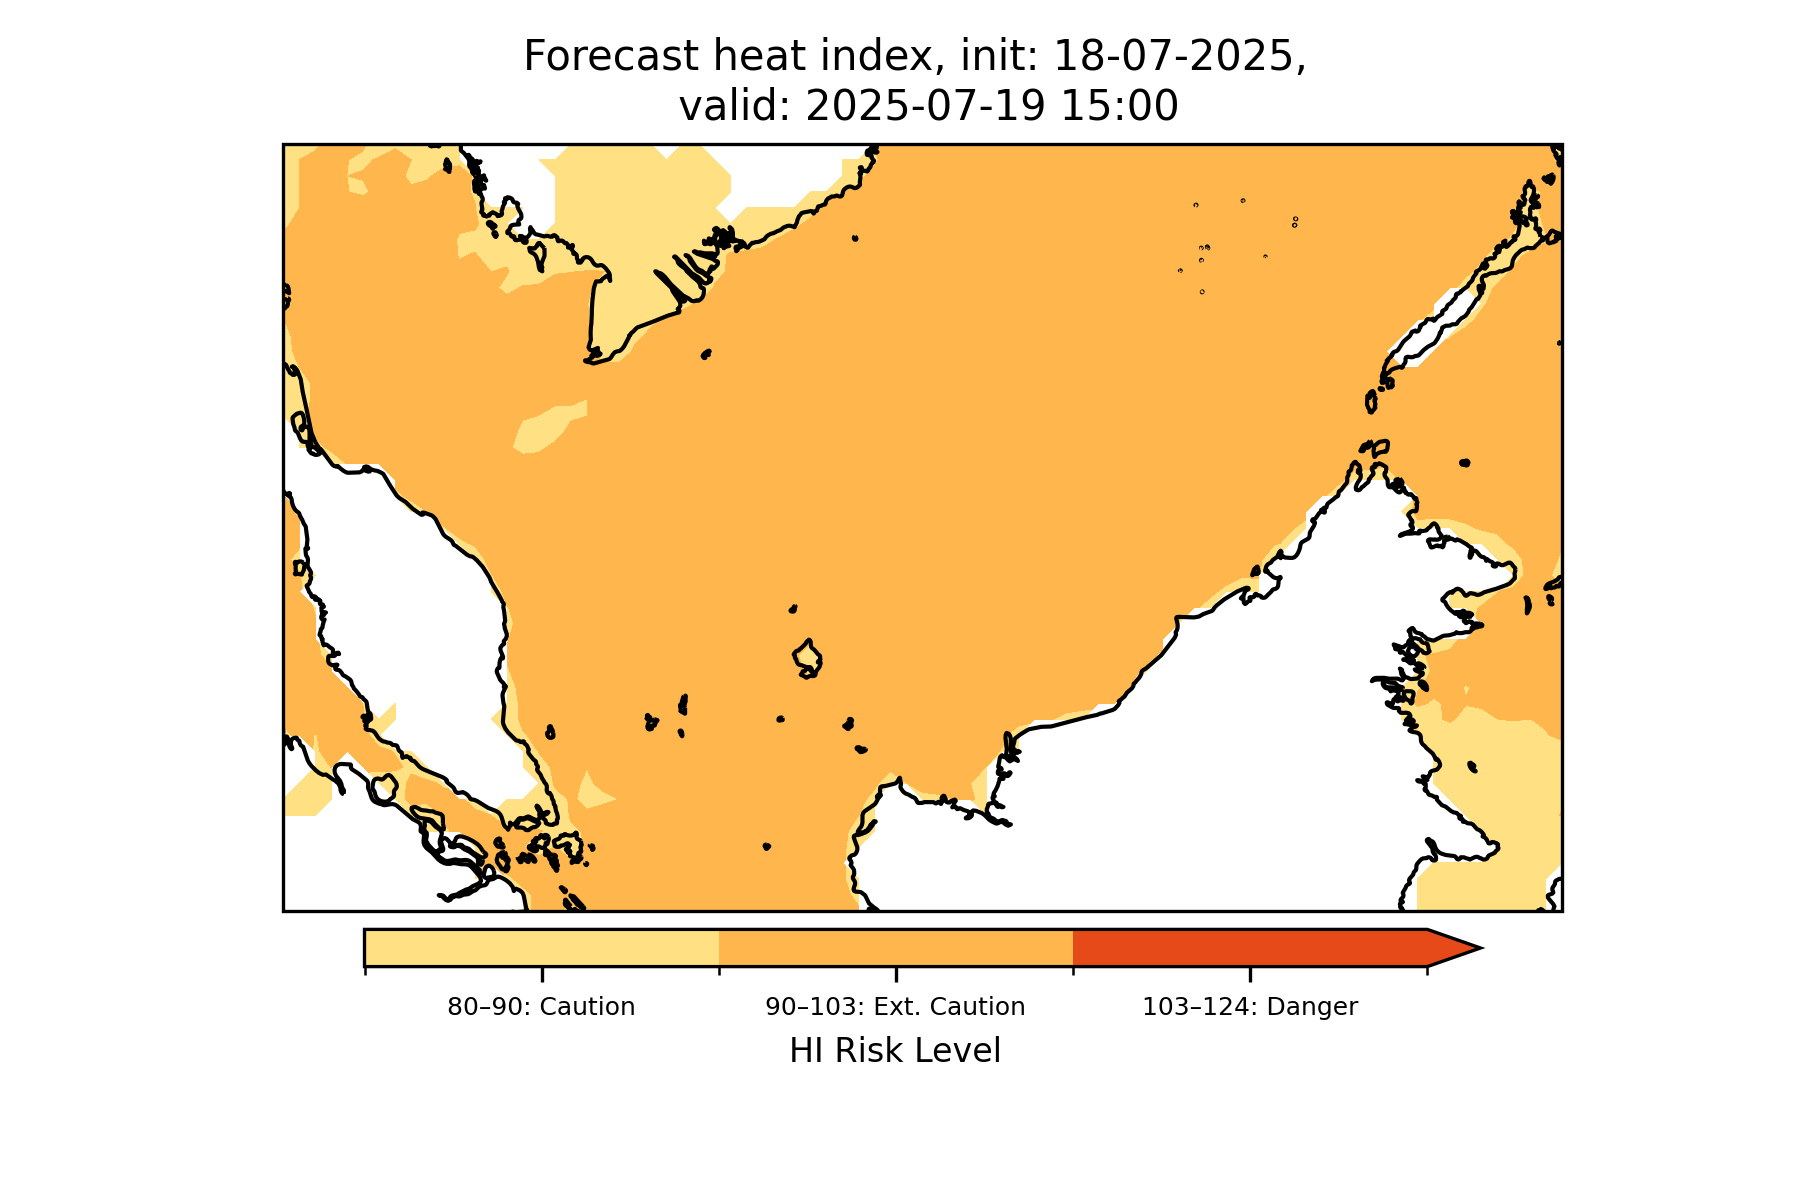 Forecast heat index, init: 18-07-2025,
valid: 2025-07-19 15:00
80–90: Caution
90–103: Ext. Caution
103–124: Danger
HI Risk Level